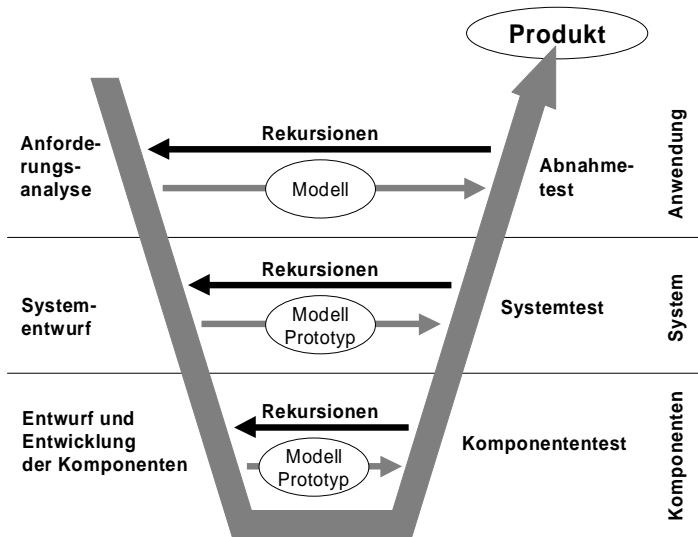 Produkt
Anforde-
rungs-
analyse
Rekursionen
Modell
Abnahme-
test
Anwendung
System-
entwurf
Rekursionen
Modell
Prototyp
Systemtest
System
Entwurf und
Entwicklung
der Komponenten
Rekursionen
Modell
Prototyp
Komponententest
Komponenten